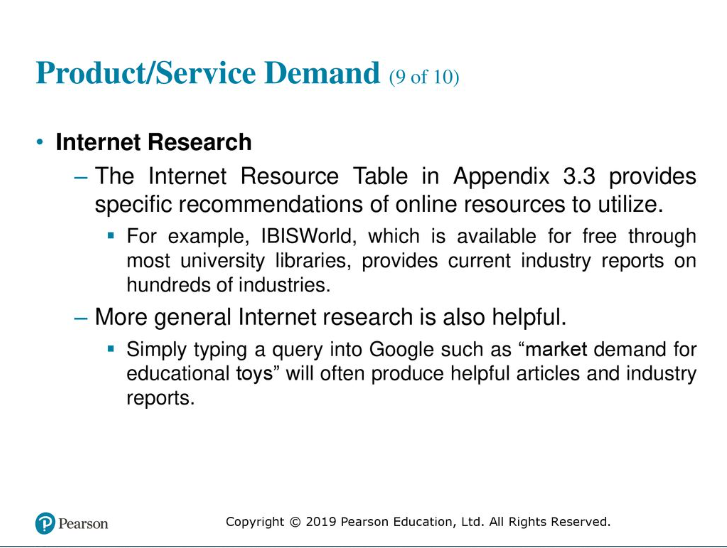 Product/Service Demand (9 of 10)
• Internet Research
– The Internet Resource Table in Appendix 3.3 provides
specific recommendations of online resources to utilize.
▪ For example, IBISWorld, which is available for free through
most university libraries, provides current industry reports on
hundreds of industries.
– More general Internet research is also helpful.
▪ Simply typing a query into Google such as “market demand for
educational toys” will often produce helpful articles and industry
reports.
Pearson
Copyright © 2019 Pearson Education, Ltd. All Rights Reserved.